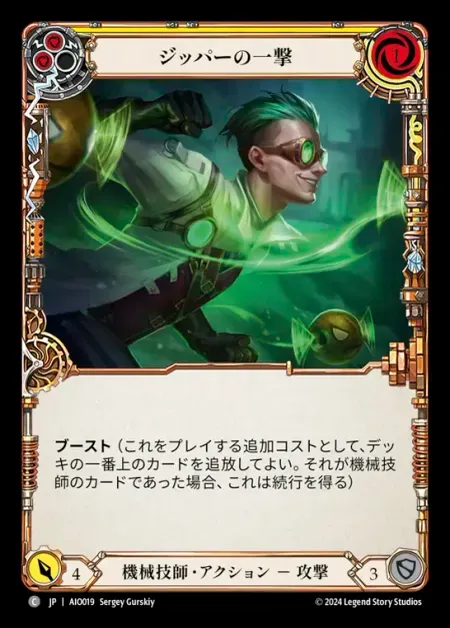 ジッパーの一撃
1
ブースト（これをプレイする追加コストとして、デッ
キの一番上のカードを追放してよい。それが機械技
師のカードであった場合、これは続行を得る）
4
機械技師・アクション － 攻撃
3
C JP | AIO019 Sergey Gurskiy
© 2024 Legend Story Studios